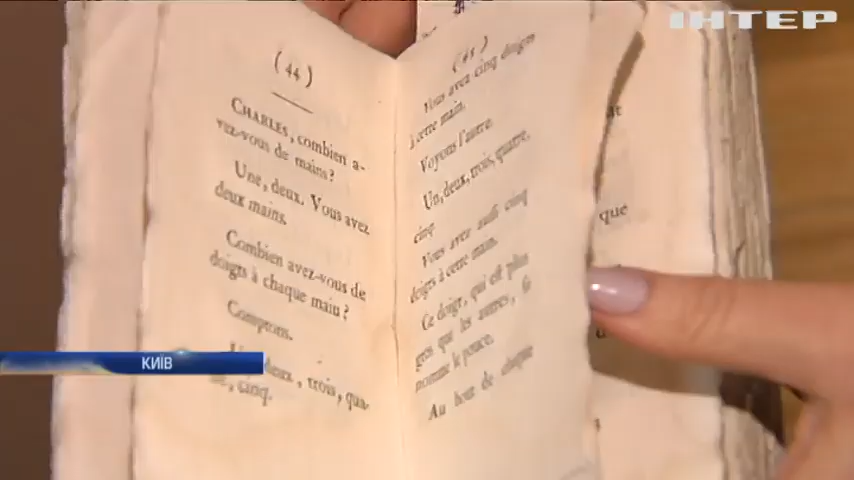 ІНТЕР
(44)
CHARLES, combien a-
vez-vous de mains?
Une, deux. Vous avez
deux mains.
Combien avez-vous de
doigts à chaque main?
Comptons.
deux, trois, qua-
cinq.
(45)
Vous avez cinq doigts
à cette main.
Voyons l'autre.
Un, deux, trois, quatre,
cinq
Vous avez auſſi cinq
doigts à cette main.
Ce doigt, qui eſt plus
gros que les autres, ſe
nomme le pouce.
Au bout de chaque
que
КИЇВ